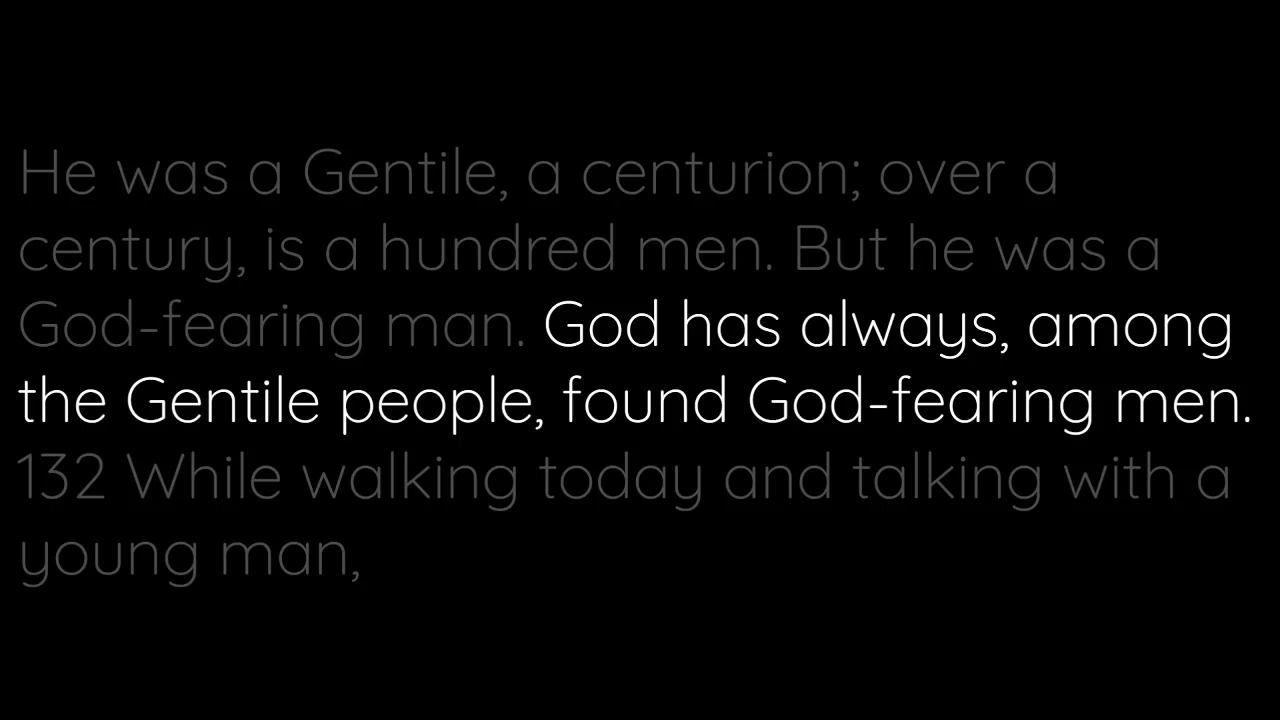 He was a Gentile, a centurion; over a
century, is a hundred men. But he was a
God-fearing man. God has always, among
the Gentile people, found God-fearing men.
132 While walking today and talking with a
young man,